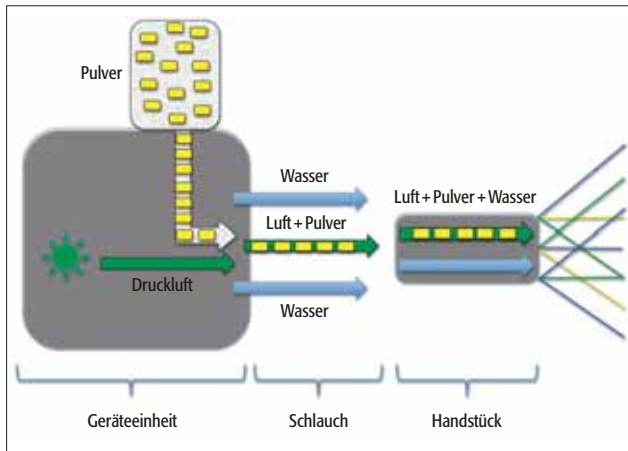 Pulver
Wasser
Luft + Pulver
Luft + Pulver + Wasser
Druckluft
Wasser
Geräteeinheit
Schlauch
Handstück